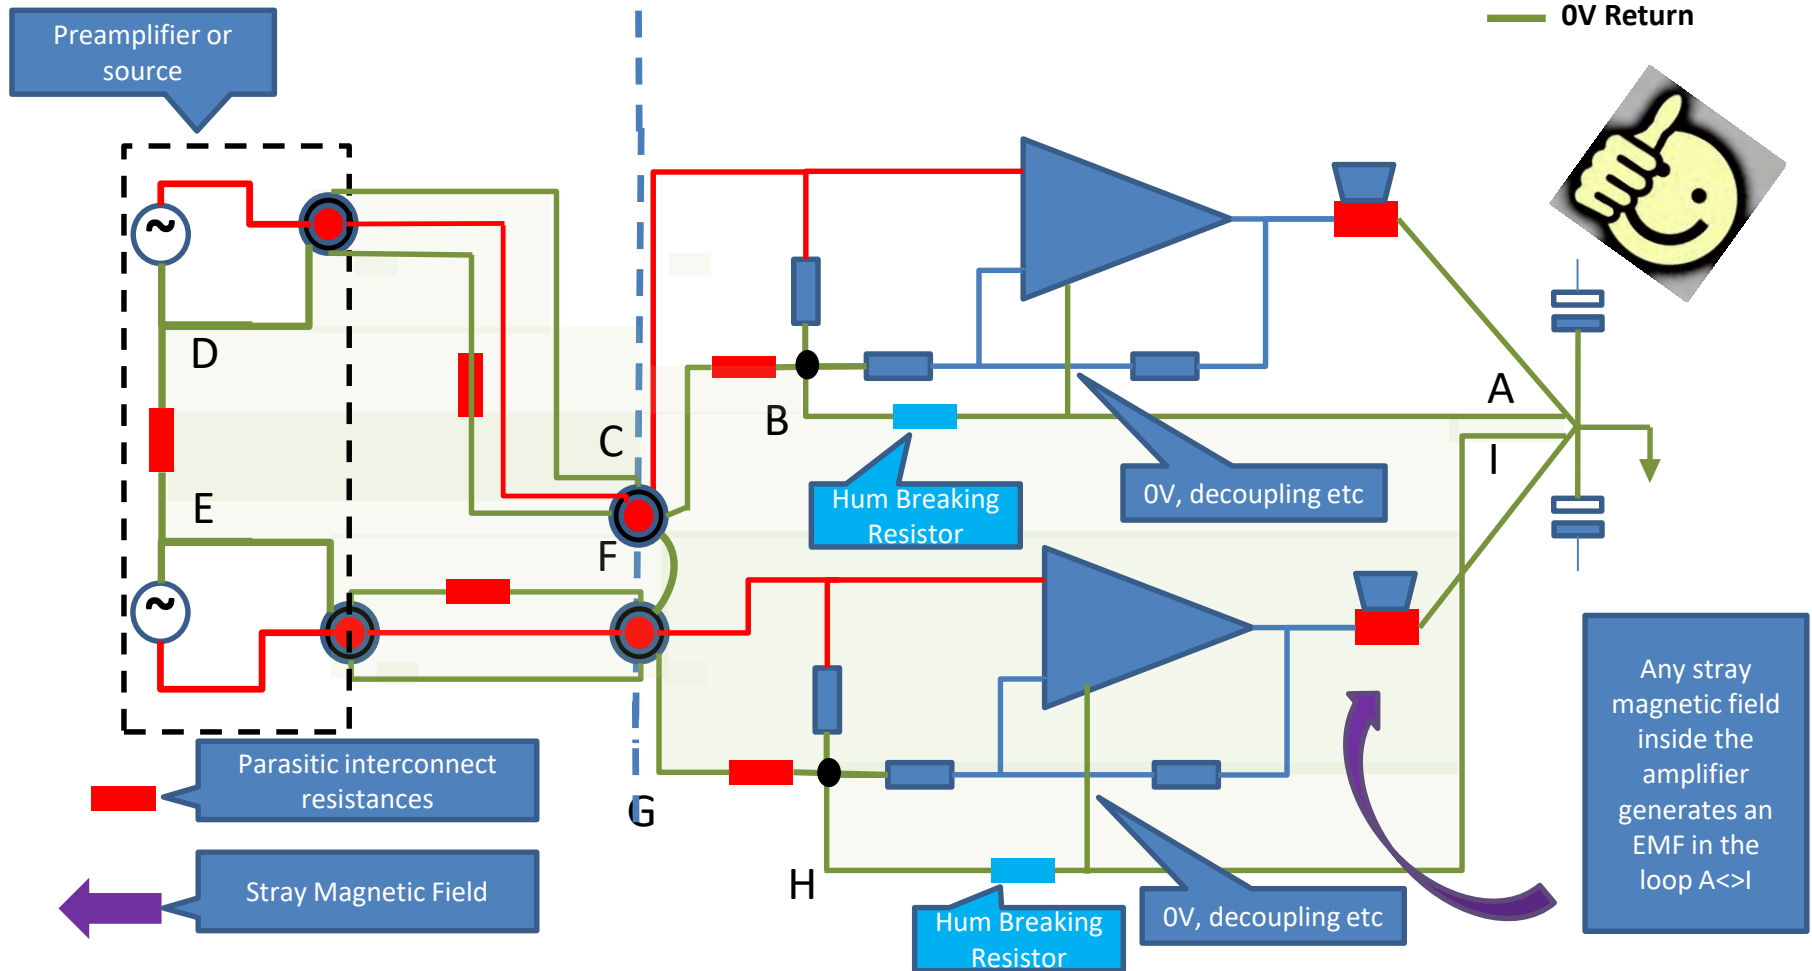 0V Return
Preamplifier or
source
~
D
C
A
B
I
Hum Breaking
Resistor
0V, decoupling etc
E
F
~
Any stray
magnetic field
inside the
amplifier
generates an
EMF in the
loop A<>I
Parasitic interconnect
resistances
G
H
Stray Magnetic Field
Hum Breaking
Resistor
0V, decoupling etc